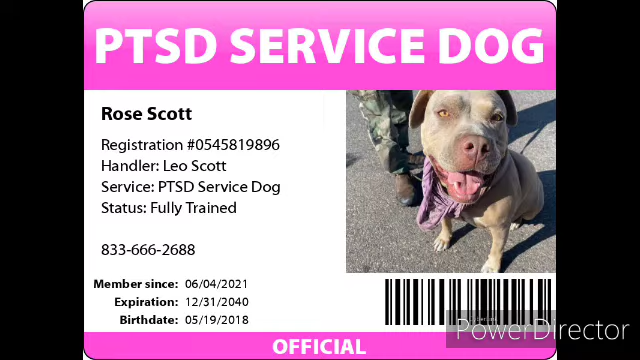 PTSD SERVICE DOG
Rose Scott
Registration #0545819896
Handler: Leo Scott
Service: PTSD Service Dog
Status: Fully Trained
833-666-2688
Member since: 06/04/2021
Expiration: 12/31/2040
Birthdate: 05/19/2018
PowerDirector
OFFICIAL